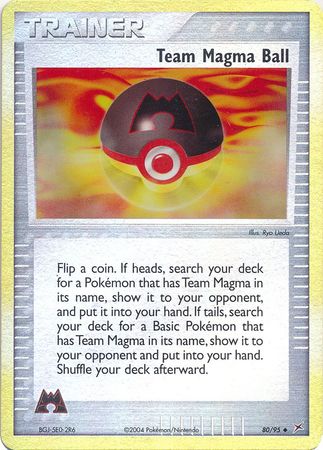 TRAINER
Team Magma Ball
Illus. Ryo Ueda
Flip a coin. If heads, search your deck
for a Pokémon that has Team Magma in
its name, show it to your opponent,
and put it into your hand. If tails, search
your deck for a Basic Pokémon that
has Team Magma in its name, show it to
your opponent and put into your hand.
Shuffle your deck afterward.
BGJ-5E0-2R6
©2004 Pokémon/Nintendo
80/95